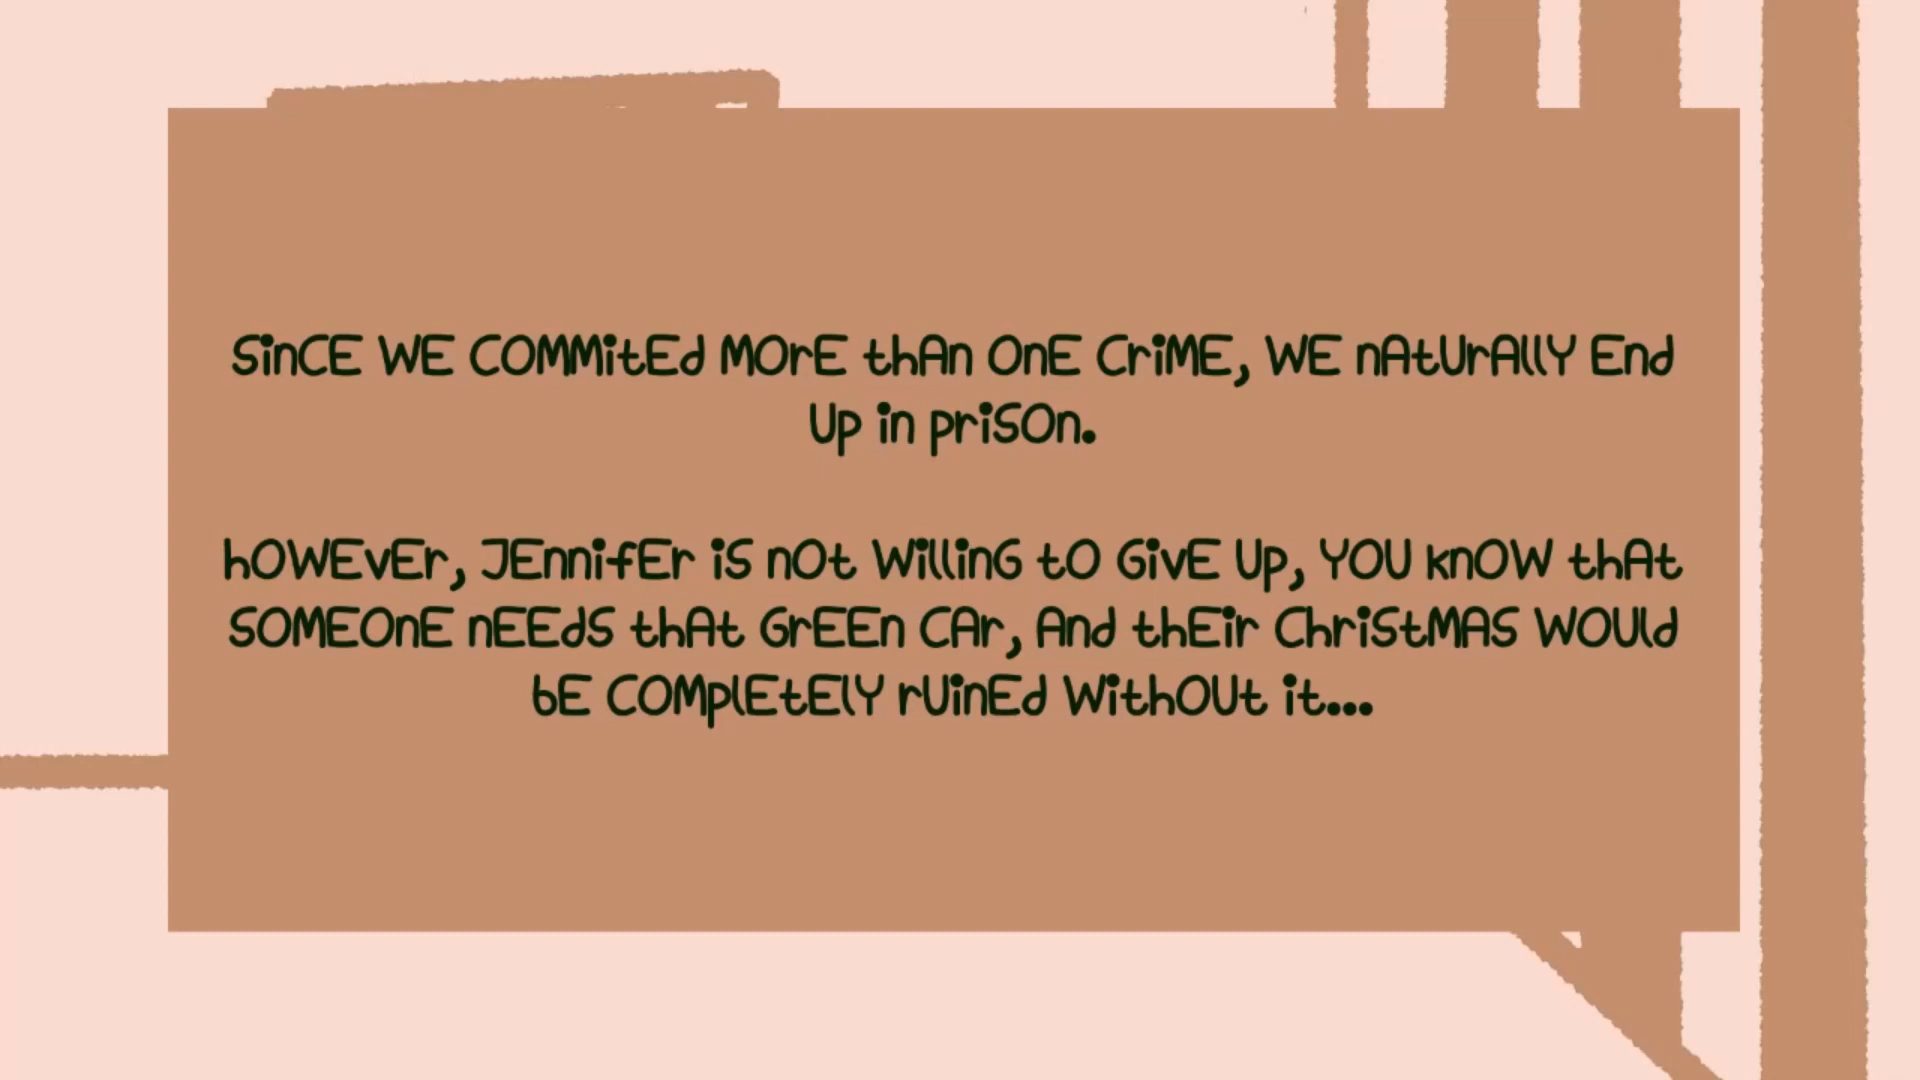 SinCE WE COMMitEd MOrE thAn OnE CriME, WE nAtUrAllY End
Up in priSOn.
hOWEvEr, JEnnifEr iS nOt WillinG tO GivE Up, YOU knOW thAt
SOMEOnE nEEdS thAt GrEEn CAr, And thEir ChriStMAS WOUld
bE COMplEtElY rUinEd WithOUt it...